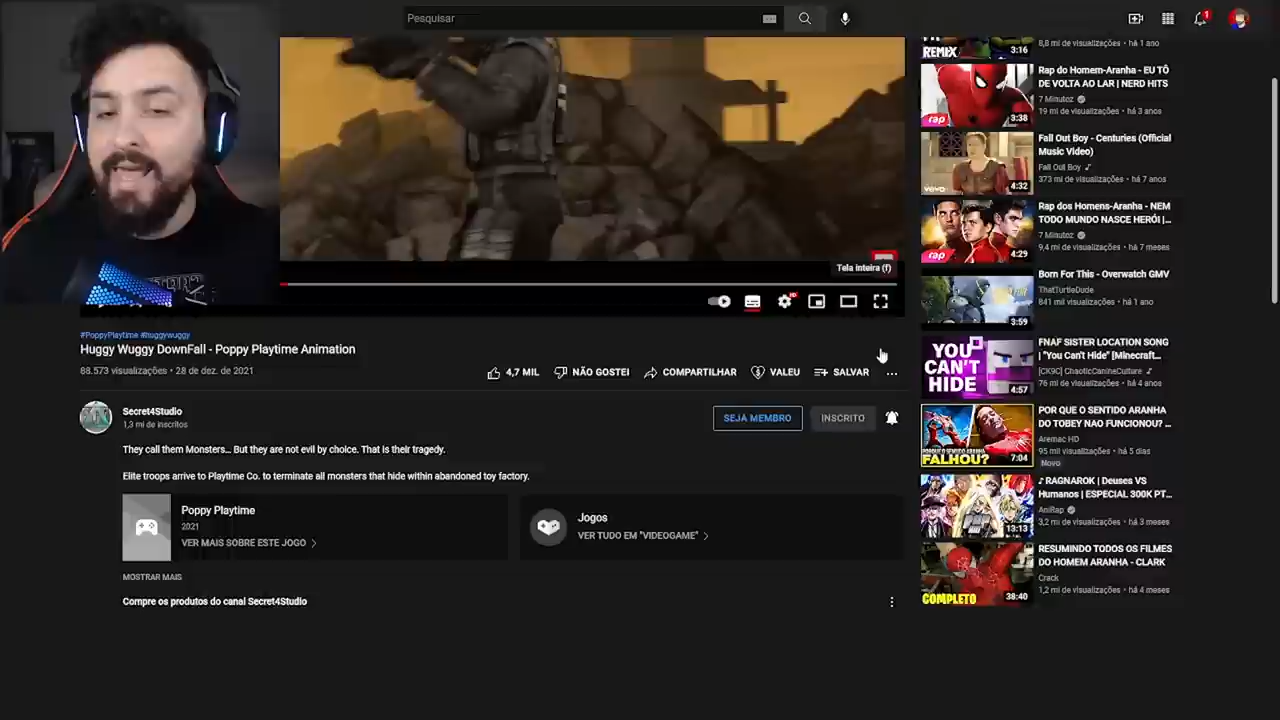 Pesquisar
1
REMIX
3:16
8,8 mi de visualizações • há 1 ano
rap
3:38
Rap do Homem-Aranha - EU TÔ
DE VOLTA AO LAR | NERD HITS
7 Minutoz
19 mi de visualizações • há 3 anos
vevo
4:32
Fall Out Boy - Centuries (Official
Music Video)
Fall Out Boy
373 mi de visualizações • há 7 anos
rap
4:29
Rap dos Homens-Aranha - NEM
TODO MUNDO NASCE HERÓI |...
7 Minutoz
9,4 mi de visualizações • há 7 meses
3:59
Born For This - Overwatch GMV
ThatTurtleDude
841 mil visualizações • há 1 ano
YOU
CAN'T
HIDE
4:57
FNAF SISTER LOCATION SONG
| "You Can't Hide" [Minecraft...
[CK9C] ChaoticCanineCulture
76 mi de visualizações • há 4 anos
PORQUE O SENTIDO ARANHA
FALHOU?
7:04
POR QUE O SENTIDO ARANHA
DO TOBEY NAO FUNCIONOU? ...
Aremac HD
95 mil visualizações • há 5 dias
Novo
13:13
RAGNAROK | Deuses VS
Humanos | ESPECIAL 300K PT...
AniRap
3,2 mi de visualizações • há 3 meses
COMPLETO
38:40
RESUMINDO TODOS OS FILMES
DO HOMEM ARANHA - CLARK
Crack
1,2 mi de visualizações • há 4 meses
Tela inteira (f)
HD
#PoppyPlaytime #huggywuggy
Huggy Wuggy DownFall - Poppy Playtime Animation
88.573 visualizações • 28 de dez. de 2021
4,7 MIL
NÃO GOSTEI
COMPARTILHAR
VALEU
SALVAR
Secret4Studio
1,3 mi de inscritos
SEJA MEMBRO
INSCRITO
They call them Monsters... But they are not evil by choice. That is their tragedy.
Elite troops arrive to Playtime Co. to terminate all monsters that hide within abandoned toy factory.
Poppy Playtime
2021
VER MAIS SOBRE ESTE JOGO
Jogos
VER TUDO EM "VIDEOGAME"
MOSTRAR MAIS
Compre os produtos do canal Secret4Studio